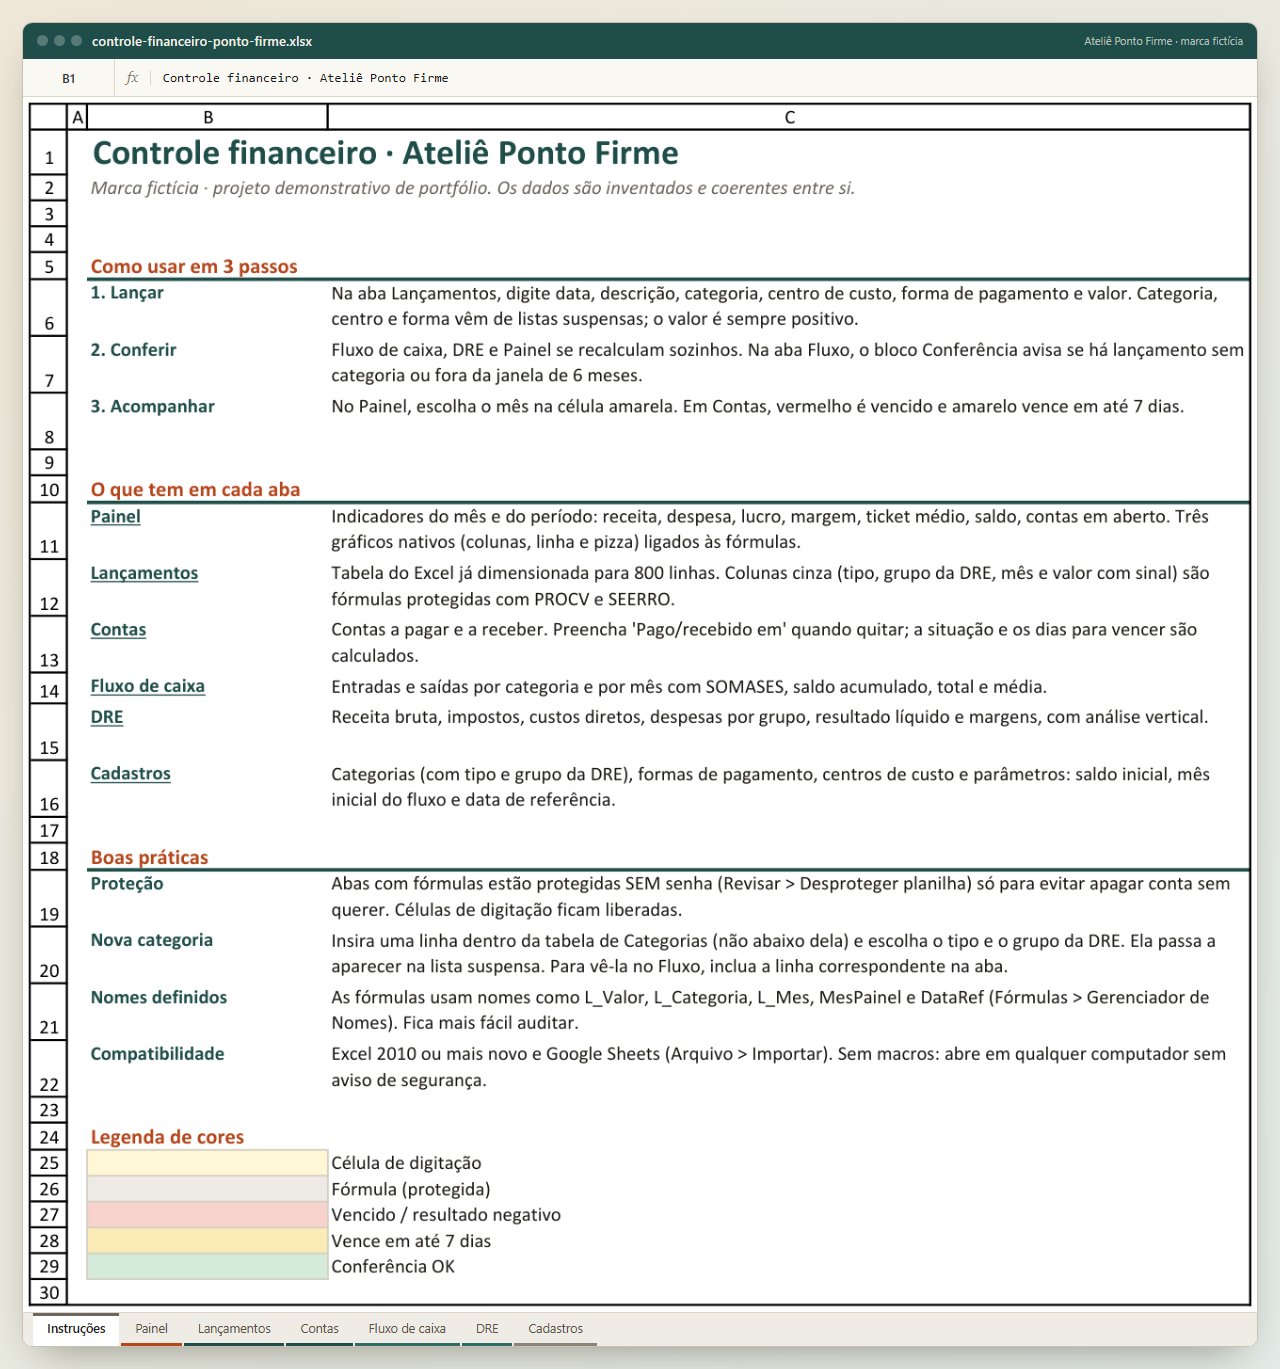 controle-financeiro-ponto-firme.xlsx
Ateliê Ponto Firme · marca fictícia
B1
fx
Controle financeiro · Ateliê Ponto Firme
A B C
1 Controle financeiro · Ateliê Ponto Firme
2 Marca fictícia · projeto demonstrativo de portfólio. Os dados são inventados e coerentes entre si.
3
4
5 Como usar em 3 passos
1. Lançar Na aba Lançamentos, digite data, descrição, categoria, centro de custo, forma de pagamento e valor. Categoria,
6 centro e forma vêm de listas suspensas; o valor é sempre positivo.
2. Conferir Fluxo de caixa, DRE e Painel se recalculam sozinhos. Na aba Fluxo, o bloco Conferência avisa se há lançamento sem
7 categoria ou fora da janela de 6 meses.
3. Acompanhar No Painel, escolha o mês na célula amarela. Em Contas, vermelho é vencido e amarelo vence em até 7 dias.
8
9
10 O que tem em cada aba
Painel Indicadores do mês e do período: receita, despesa, lucro, margem, ticket médio, saldo, contas em aberto. Três
11 gráficos nativos (colunas, linha e pizza) ligados às fórmulas.
Lançamentos Tabela do Excel já dimensionada para 800 linhas. Colunas cinza (tipo, grupo da DRE, mês e valor com sinal) são
12 fórmulas protegidas com PROCV e SEERRO.
Contas Contas a pagar e a receber. Preencha 'Pago/recebido em' quando quitar; a situação e os dias para vencer são
13 calculados.
14 Fluxo de caixa Entradas e saídas por categoria e por mês com SOMASES, saldo acumulado, total e média.
DRE Receita bruta, impostos, custos diretos, despesas por grupo, resultado líquido e margens, com análise vertical.
15
Cadastros Categorias (com tipo e grupo da DRE), formas de pagamento, centros de custo e parâmetros: saldo inicial, mês
16 inicial do fluxo e data de referência.
17
18 Boas práticas
Proteção Abas com fórmulas estão protegidas SEM senha (Revisar > Desproteger planilha) só para evitar apagar conta sem
19 querer. Células de digitação ficam liberadas.
Nova categoria Insira uma linha dentro da tabela de Categorias (não abaixo dela) e escolha o tipo e o grupo da DRE. Ela passa a
20 aparecer na lista suspensa. Para vê-la no Fluxo, inclua a linha correspondente na aba.
Nomes definidos As fórmulas usam nomes como L_Valor, L_Categoria, L_Mes, MesPainel e DataRef (Fórmulas > Gerenciador de
21 Nomes). Fica mais fácil auditar.
Compatibilidade Excel 2010 ou mais novo e Google Sheets (Arquivo > Importar). Sem macros: abre em qualquer computador sem
22 aviso de segurança.
23
24 Legenda de cores
25 Célula de digitação
26 Fórmula (protegida)
27 Vencido / resultado negativo
28 Vence em até 7 dias
29 Conferência OK
30
Instruções Painel Lançamentos Contas Fluxo de caixa DRE Cadastros